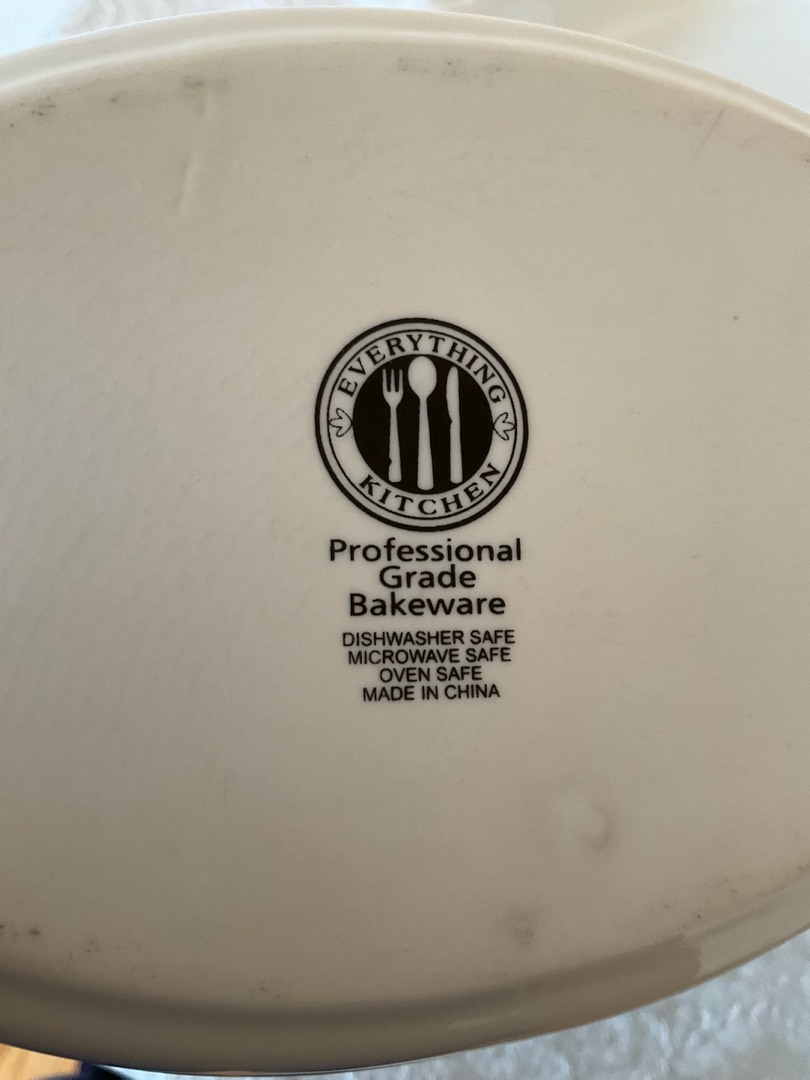 EVERYTHING
KITCHEN
Professional
Grade
Bakeware
DISHWASHER SAFE
MICROWAVE SAFE
OVEN SAFE
MADE IN CHINA